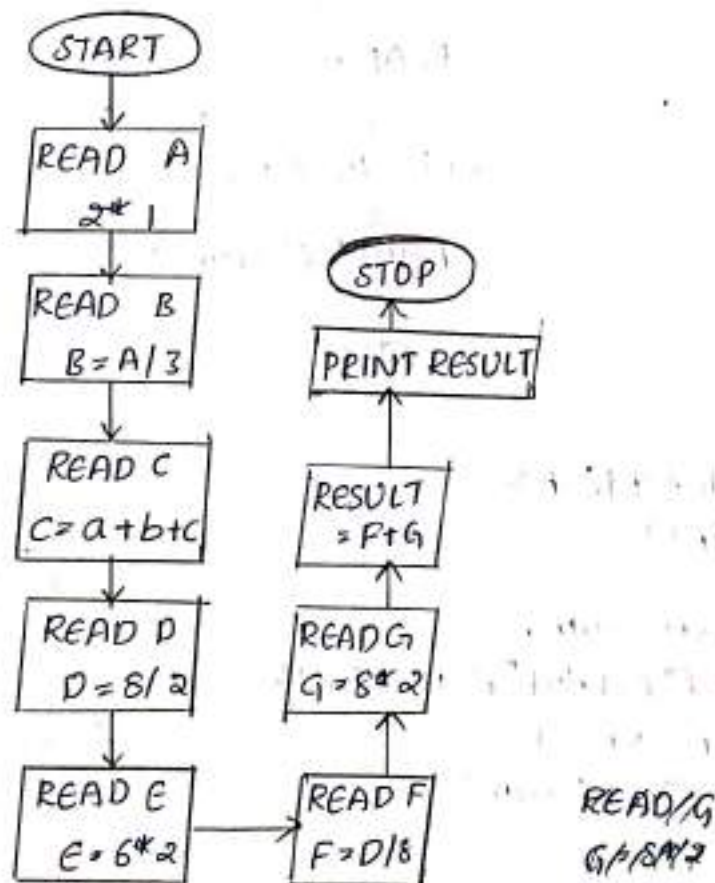 START
READ A
2* 1
READ B
B = A / 3
READ C
C = a + b + c
READ D
D = 8 / 2
READ E
E = 6 * 2
READ F
F = D / 8
READ G
G = 8 * 2
RESULT
= F + G
PRINT RESULT
STOP
READ G